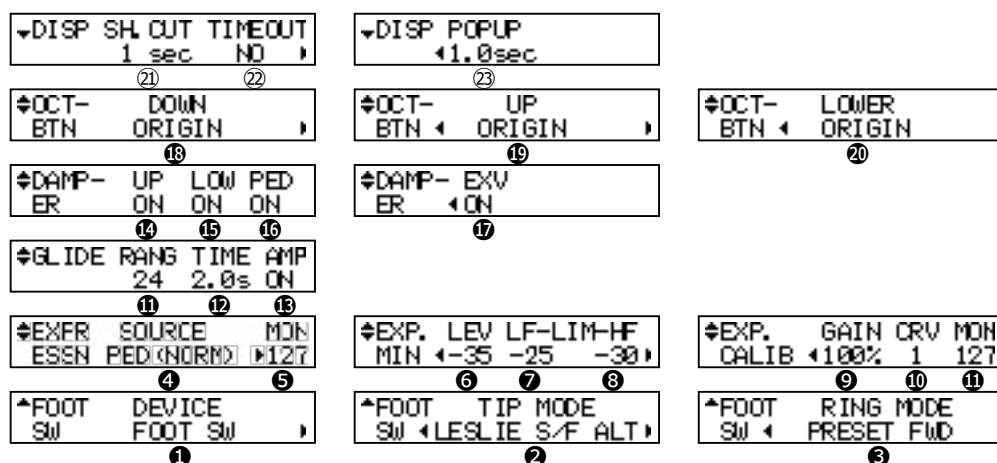 DISP SH. CUT TIMEOUT
1 sec NO
㉑ ㉒
DISP POPUP
1.0sec
㉓
OCT- DOWN
BTN ORIGIN
⓲
OCT- UP
BTN ORIGIN
⓳
OCT- LOWER
BTN ORIGIN
⓴
DAMP- UP LOW PED
ER ON ON ON
⓮ ⓯ ⓰
DAMP- EXV
ER ON
⓱
GLIDE RANG TIME AMP
24 2.0s ON
⓫ ⓬ ⓭
EXPR SOURCE MON
ESSN PED(NORM) 127
❹ ❺
EXP. LEV LF-LIM-HF
MIN -35 -25 -30
❻ ❼ ❽
EXP. GAIN CRV MON
CALIB 100% 1 127
❾ ❿ ⓫
FOOT DEVICE
SW FOOT SW
❶
FOOT TIP MODE
SW LESLIE S/F ALT
❷
FOOT RING MODE
SW PRESET FWD
❸